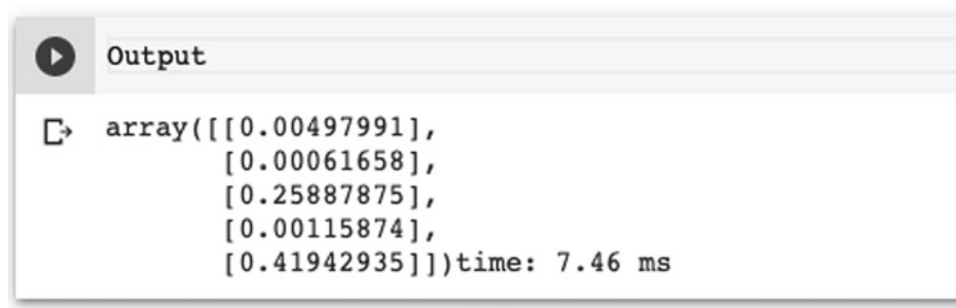 Output
array([[0.00497991],
[0.00061658],
[0.25887875],
[0.00115874],
[0.41942935]])time: 7.46 ms